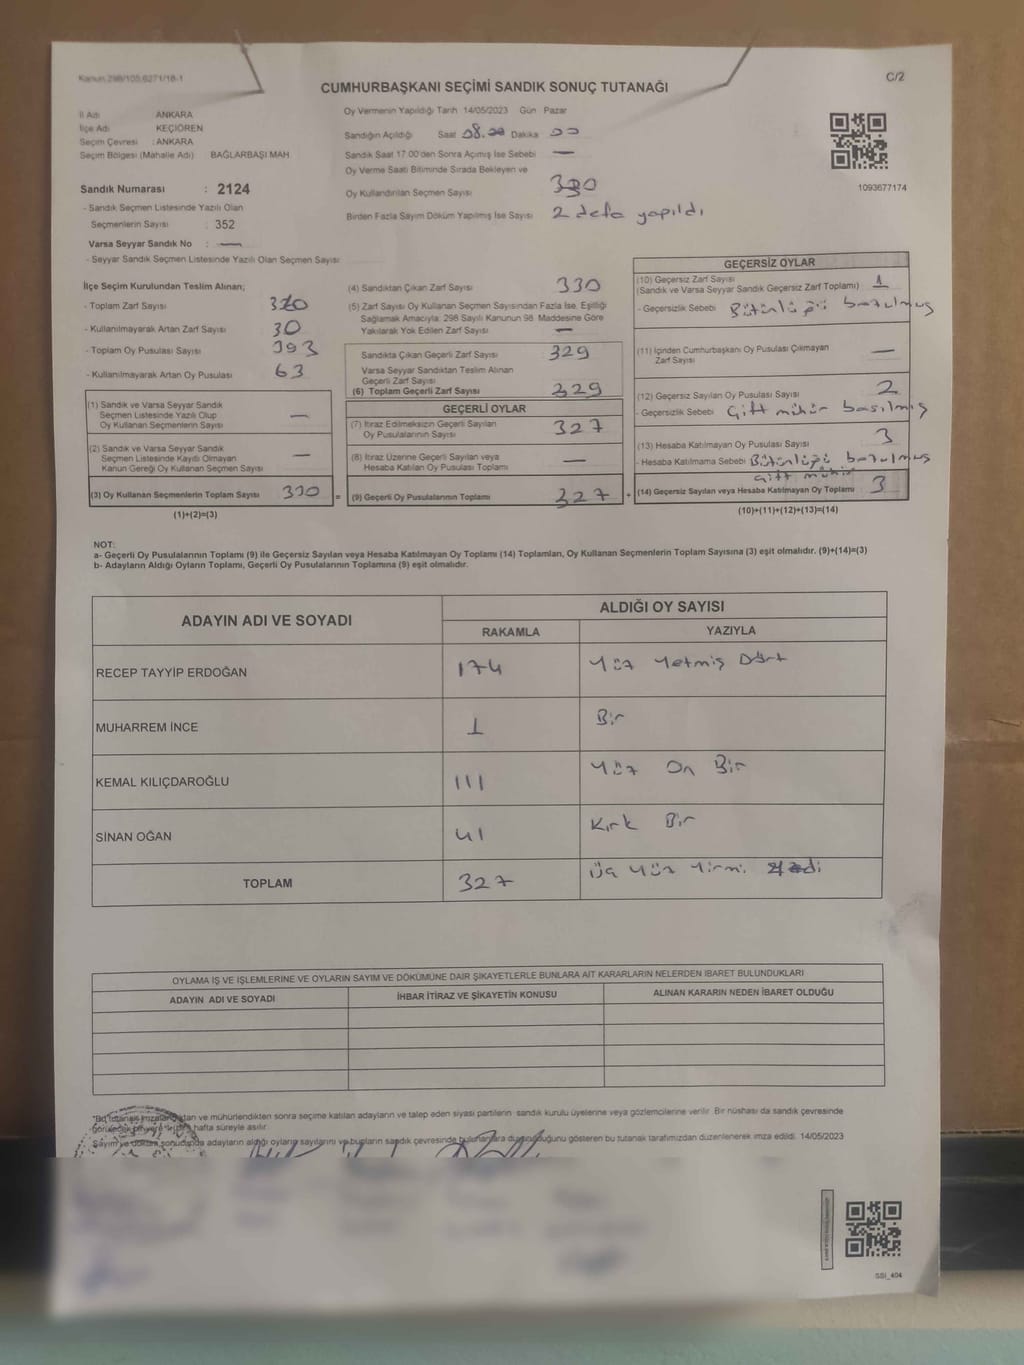 Kanun 298/105,6271/18-1
C/2
CUMHURBAŞKANI SEÇİMİ SANDIK SONUÇ TUTANAĞI
İl Adı ANKARA
İlçe Adı KEÇİÖREN
Seçim Çevresi : ANKARA
Seçim Bölgesi (Mahalle Adı) BAĞLARBAŞI MAH
Sandık Numarası : 2124
- Sandık Seçmen Listesinde Yazılı Olan
Seçmenlerin Sayısı : 352
Varsa Seyyar Sandık No : —
- Seyyar Sandık Seçmen Listesinde Yazılı Olan Seçmen Sayısı
Oy Vermenin Yapıldığı Tarih 14/05/2023 Gün Pazar
Sandığın Açıldığı Saat 08.00 Dakika 00
Sandık Saat 17.00'den Sonra Açılmış İse Sebebi —
Oy Verme Saati Bitiminde Sırada Bekleyen ve
Oy Kullandırılan Seçmen Sayısı 330
Birden Fazla Sayım Döküm Yapılmış İse Sayısı 2 defa yapıldı
1093677174
İlçe Seçim Kurulundan Teslim Alınan;
- Toplam Zarf Sayısı
- Kullanılmayarak Artan Zarf Sayısı 30
- Toplam Oy Pusulası Sayısı 393
- Kullanılmayarak Artan Oy Pusulası 63
(1) Sandık ve Varsa Seyyar Sandık
Seçmen Listesinde Yazılı Olup
Oy Kullanan Seçmenlerin Sayısı —
(2) Sandık ve Varsa Seyyar Sandık
Seçmen Listesinde Kayıtlı Olmayan
Kanun Gereği Oy Kullanan Seçmen Sayısı —
(3) Oy Kullanan Seçmenlerin Toplam Sayısı 330 =
(1)+(2)=(3)
(4) Sandıktan Çıkan Zarf Sayısı 330
(5) Zarf Sayısı Oy Kullanan Seçmen Sayısından Fazla İse, Eşitliği
Sağlamak Amacıyla; 298 Sayılı Kanunun 98. Maddesine Göre
Yakılarak Yok Edilen Zarf Sayısı —
Sandıkta Çıkan Geçerli Zarf Sayısı 329
Varsa Seyyar Sandıktan Teslim Alınan
Geçerli Zarf Sayısı
(6) Toplam Geçerli Zarf Sayısı 329
GEÇERLİ OYLAR
(7) İtiraz Edilmeksizin Geçerli Sayılan
Oy Pusulalarının Sayısı 327
(8) İtiraz Üzerine Geçerli Sayılan veya
Hesaba Katılan Oy Pusulası Toplamı —
(9) Geçerli Oy Pusulalarının Toplamı 327 +
GEÇERSİZ OYLAR
(10) Geçersiz Zarf Sayısı 1
(Sandık ve Varsa Seyyar Sandık Geçersiz Zarf Toplamı)
- Geçersizlik Sebebi Bütünlüğü bozulmuş
(11) İçinden Cumhurbaşkanı Oy Pusulası Çıkmayan
Zarf Sayısı —
(12) Geçersiz Sayılan Oy Pusulası Sayısı 2
- Geçersizlik Sebebi Çift mühür basılmış
(13) Hesaba Katılmayan Oy Pusulası Sayısı 3
- Hesaba Katılmama Sebebi Bütünlüğü bozulmuş
Çift mühür
(14) Geçersiz Sayılan veya Hesaba Katılmayan Oy Toplamı 3
(10)+(11)+(12)+(13)=(14)
NOT:
a- Geçerli Oy Pusulalarının Toplamı (9) ile Geçersiz Sayılan veya Hesaba Katılmayan Oy Toplamı (14) Toplamları, Oy Kullanan Seçmenlerin Toplam Sayısına (3) eşit olmalıdır. (9)+(14)=(3)
b- Adayların Aldığı Oyların Toplamı, Geçerli Oy Pusulalarının Toplamına (9) eşit olmalıdır.
ADAYIN ADI VE SOYADI
ALDIĞI OY SAYISI
RAKAMLA YAZIYLA
RECEP TAYYİP ERDOĞAN 174 Yüz Yetmiş Dört
MUHARREM İNCE 1 Bir
KEMAL KILIÇDAROĞLU 111 Yüz On Bir
SİNAN OĞAN 41 Kırk Bir
TOPLAM 327 Üç Yüz Yirmi Yedi
OYLAMA İŞ VE İŞLEMLERİNE VE OYLARIN SAYIM VE DÖKÜMÜNE DAİR ŞİKAYETLERLE BUNLARA AİT KARARLARIN NELERDEN İBARET BULUNDUKLARI
ADAYIN ADI VE SOYADI İHBAR İTİRAZ VE ŞİKAYETİN KONUSU ALINAN KARARIN NEDEN İBARET OLDUĞU
*Bu tutanak imzalandıktan ve mühürlendikten sonra seçime katılan adayların ve talep eden siyasi partilerin sandık kurulu üyelerine veya gözlemcilerine verilir. Bir nüshası da sandık çevresinde
hafta süreyle asılır.
Sayım ve döküm sonucunda adayların aldığı oyların sayılarını ve bunların sandık çevresinde bulunanlara duyurulduğunu gösteren bu tutanak tarafımızdan düzenlenerek imza edildi. 14/05/2023
SSİ_404